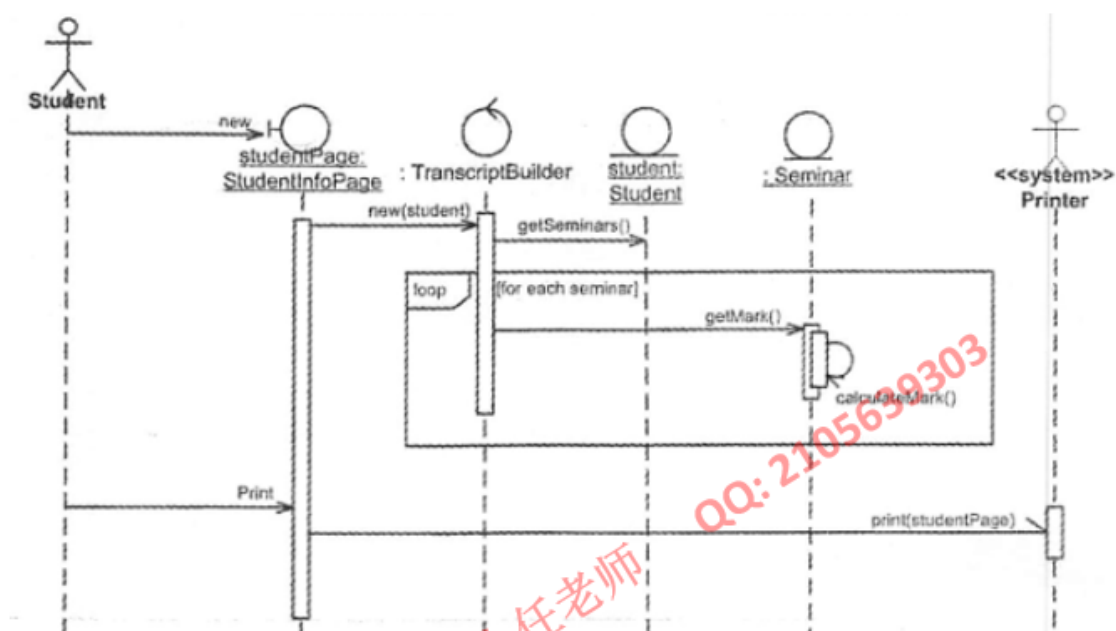 Student
new
studentPage:
StudentInfoPage
: TranscriptBuilder
student:
Student
: Seminar
<<system>>
Printer
new(student)
getSeminars()
loop
[for each seminar]
getMark()
calculateMark()
QQ: 2105639303
Print
print(studentPage)
任老师